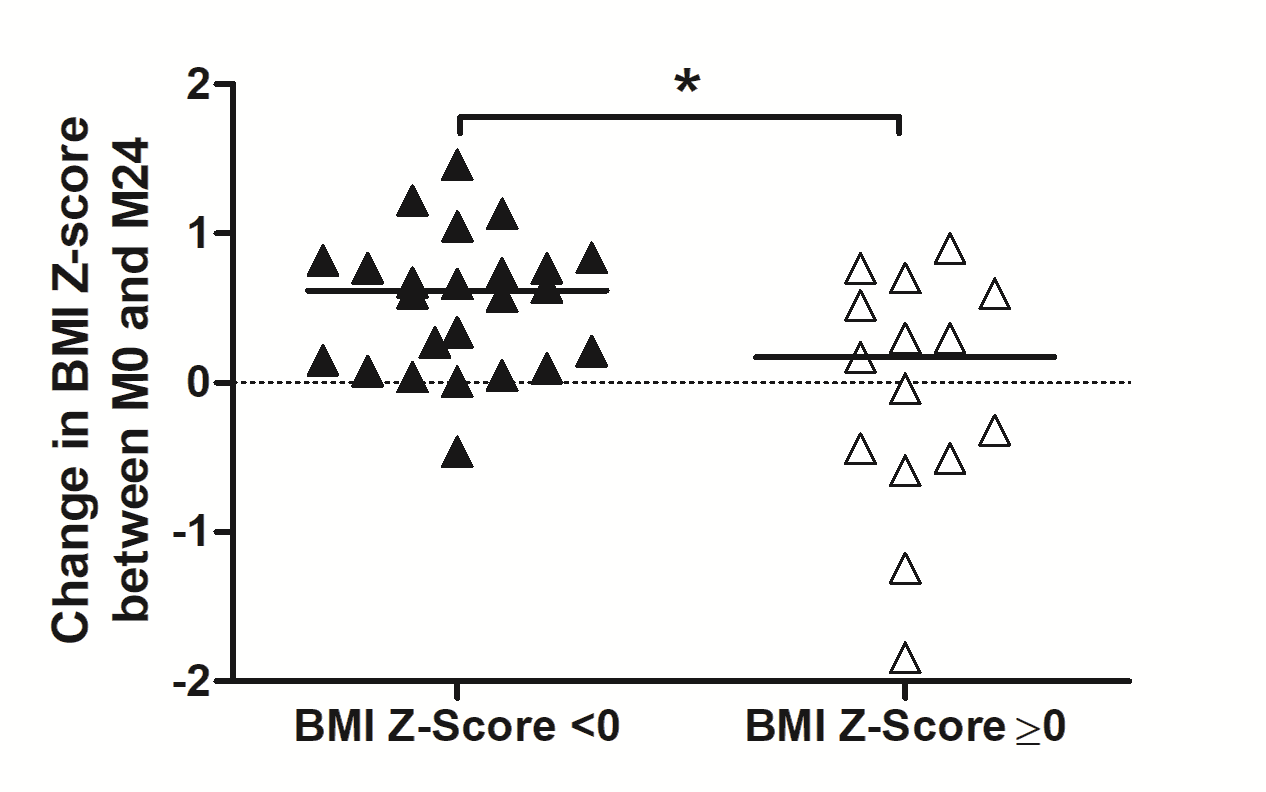 *
2
1
0
-1
-2
Change in BMI Z-score
between M0 and M24
BMI Z-Score <0
BMI Z-Score ≥0